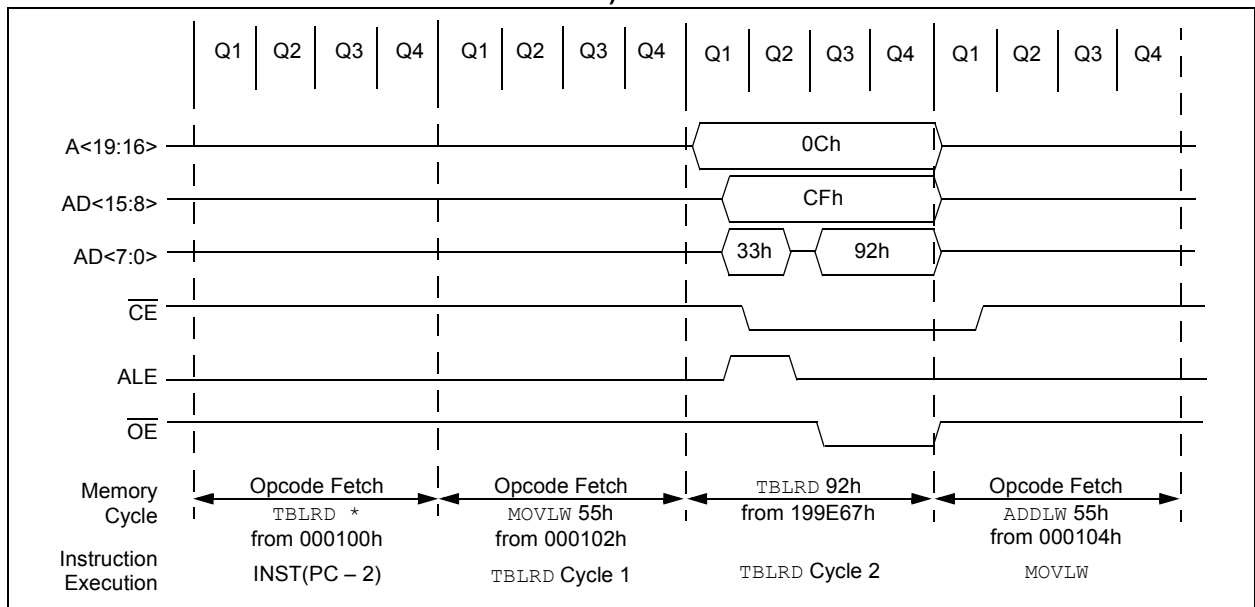 )
Q1 Q2 Q3 Q4 Q1 Q2 Q3 Q4 Q1 Q2 Q3 Q4 Q1 Q2 Q3 Q4
A<19:16> 0Ch
AD<15:8> CFh
AD<7:0> 33h 92h
CE
ALE
OE
Memory Cycle
Opcode Fetch
TBLRD *
from 000100h
Opcode Fetch
MOVLW 55h
from 000102h
TBLRD 92h
from 199E67h
Opcode Fetch
ADDLW 55h
from 000104h
Instruction Execution
INST(PC – 2)
TBLRD Cycle 1
TBLRD Cycle 2
MOVLW